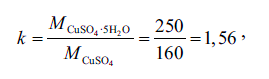 k = M_{CuSO_4·5H_2O} / M_{CuSO_4} = 250 / 160 = 1,56 ,